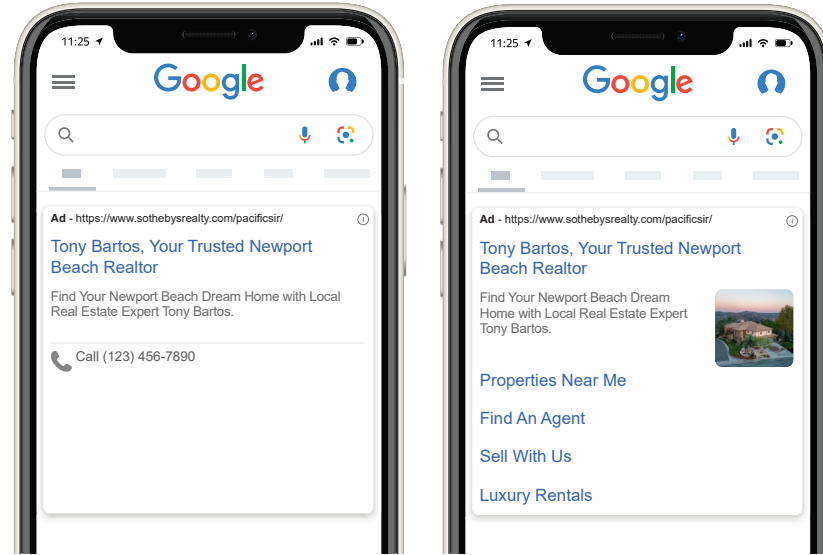 11:25
Google
Ad - https://www.sothebysrealty.com/pacificsir/
Tony Bartos, Your Trusted Newport
Beach Realtor
Find Your Newport Beach Dream Home with Local
Real Estate Expert Tony Bartos.
Call (123) 456-7890
11:25
Google
Ad - https://www.sothebysrealty.com/pacificsir/
Tony Bartos, Your Trusted Newport
Beach Realtor
Find Your Newport Beach Dream
Home with Local Real Estate Expert
Tony Bartos.
Properties Near Me
Find An Agent
Sell With Us
Luxury Rentals